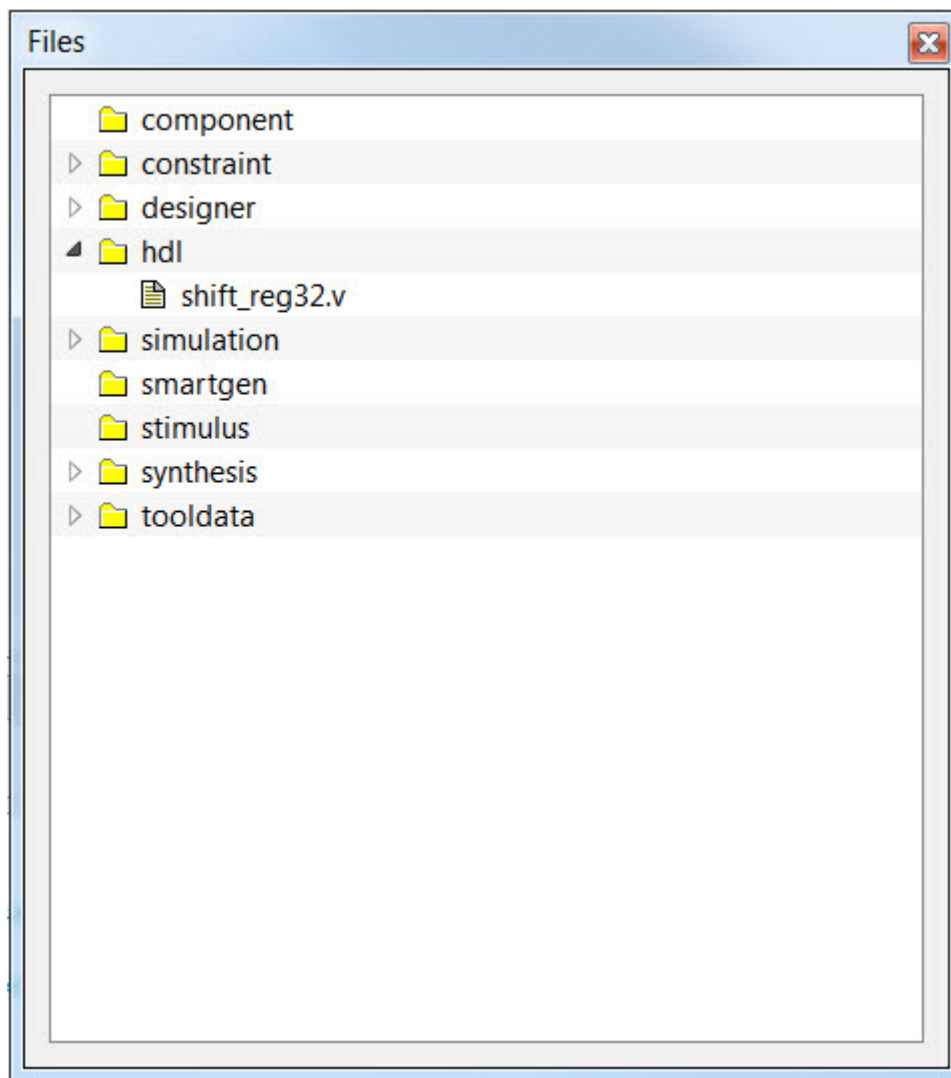 Files
component
constraint
designer
hdl
shift_reg32.v
simulation
smartgen
stimulus
synthesis
tooldata